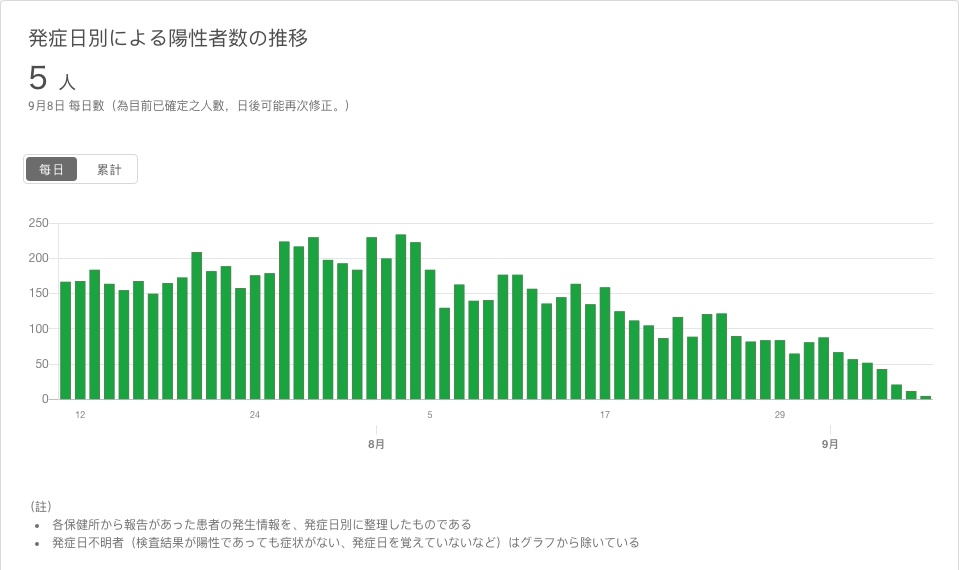 発症日別による陽性者数の推移
5 人
9月8日 每日數（為目前已確定之人數，日後可能再次修正。）
每日 累計
250
200
150
100
50
0
12 24 5 17 29
8月 9月
（註）
• 各保健所から報告があった患者の発生情報を、発症日別に整理したものである
• 発症日不明者（検査結果が陽性であっても症状がない、発症日を覚えていないなど）はグラフから除いている